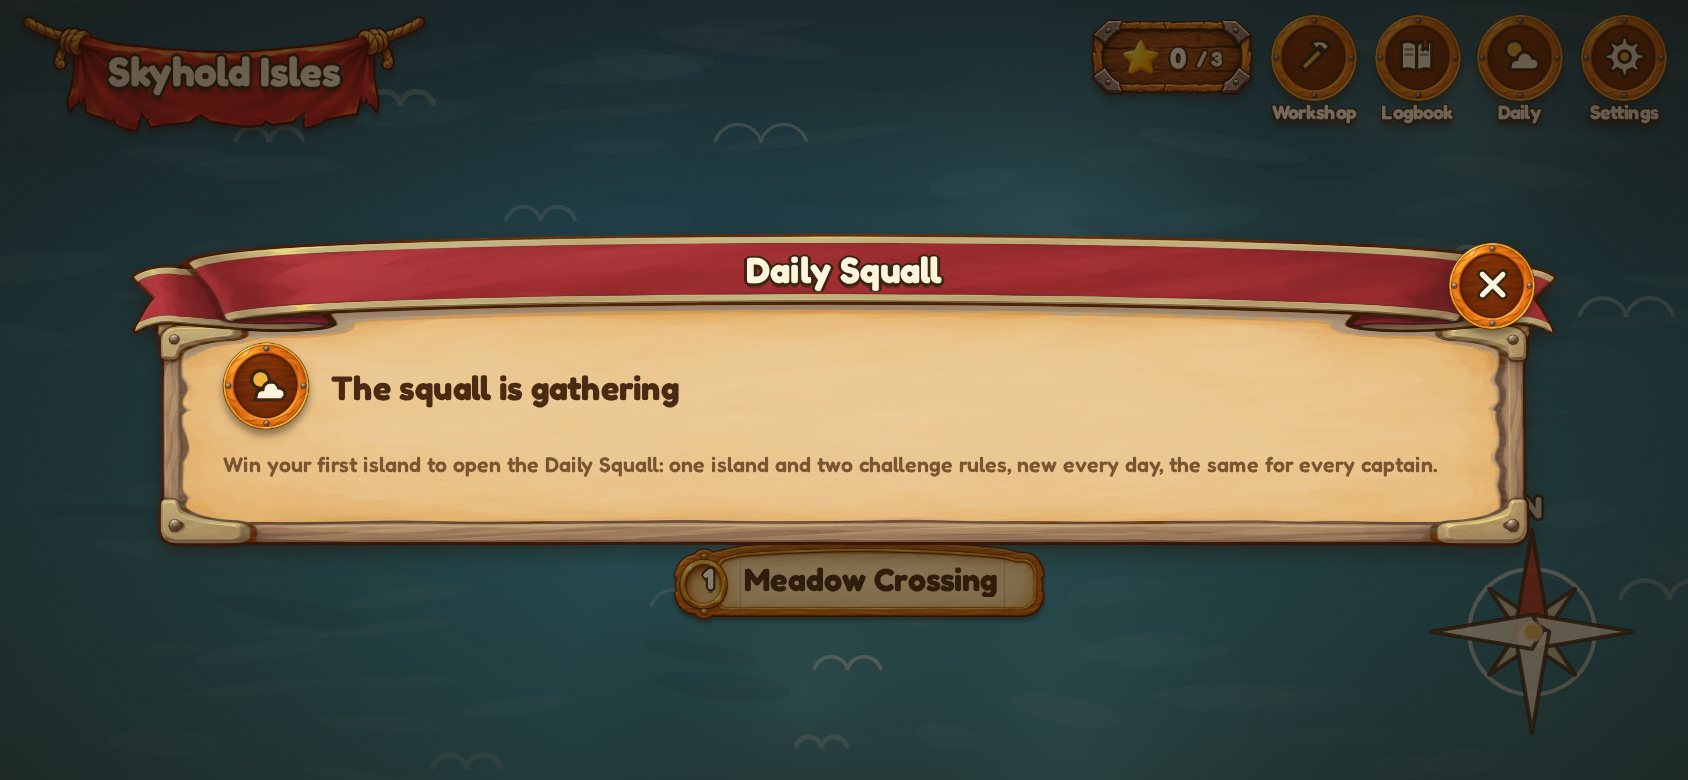 Skyhold Isles
0 / 3
Workshop
Logbook
Daily
Settings
Daily Squall
The squall is gathering
Win your first island to open the Daily Squall: one island and two challenge rules, new every day, the same for every captain.
N
1 Meadow Crossing